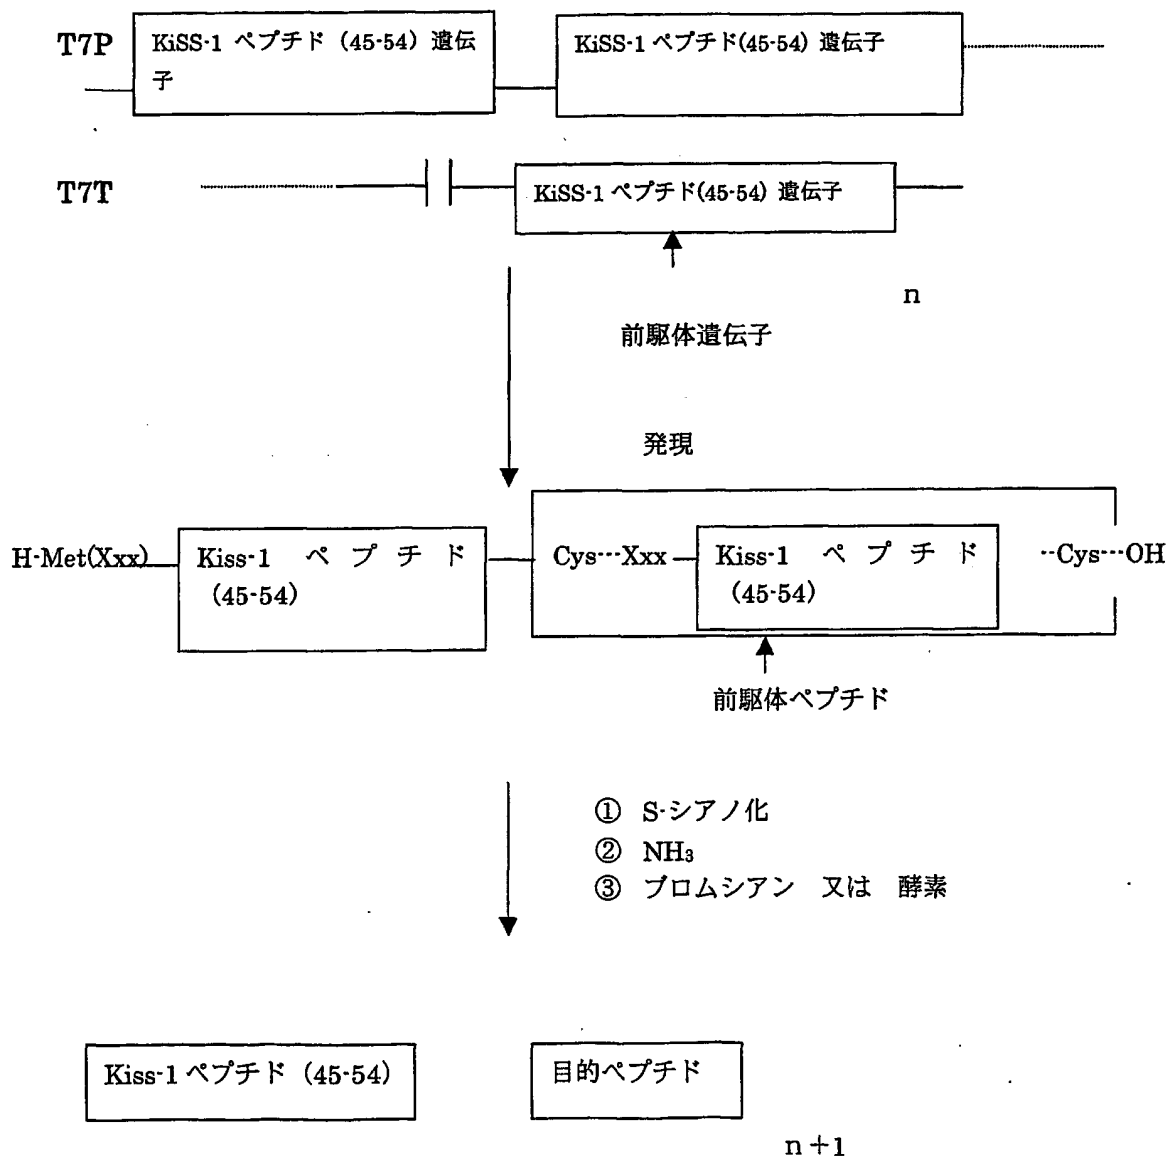 T7P
KiSS-1 ペプチド (45-54) 遺伝
子
KiSS-1 ペプチド(45-54) 遺伝子
T7T
KiSS-1 ペプチド(45-54) 遺伝子
n
前駆体遺伝子
発現
H-Met(Xxx)
Kiss-1 ペプチド
(45-54)
Cys…Xxx
Kiss-1 ペプチド
(45-54)
··Cys…OH
前駆体ペプチド
① S-シアノ化
② NH₃
③ ブロムシアン 又は 酵素
Kiss-1 ペプチド (45-54)
目的ペプチド
n+1